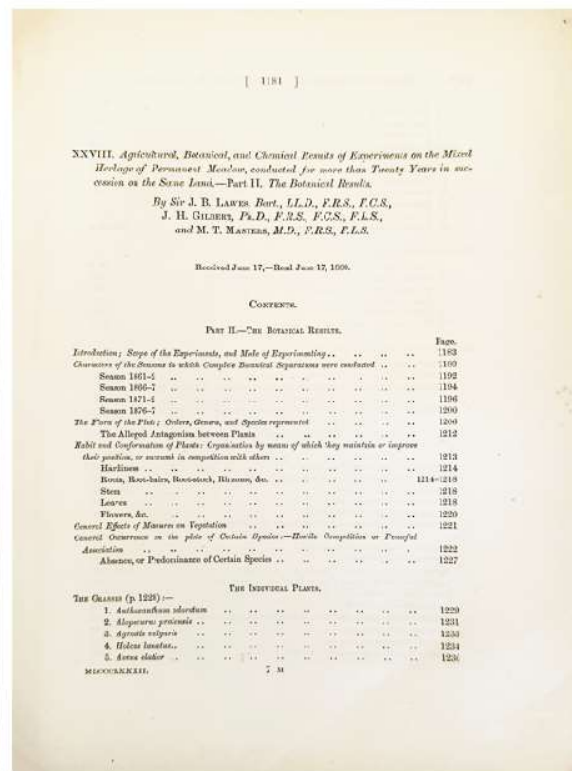 [ 1181 ]
XXVIII. Agricultural, Botanical, and Chemical Results of Experiments on the Mixed
Herbage of Permanent Meadow, conducted for more than Twenty Years in suc-
cession on the Same Land.—Part II. The Botanical Results.
By Sir J. B. LAWES Bart., LL.D., F.R.S., F.C.S.,
J. H. GILBERT, Ph.D., F.R.S., F.C.S., F.L.S.,
and M. T. MASTERS, M.D., F.R.S., F.L.S.
Received June 17,—Read June 17, 1880.
CONTENTS.
PART II.—THE BOTANICAL RESULTS.
Page.
Introduction; Scope of the Experiments, and Mode of Experimenting .. .. .. .. 1183
Characters of the Seasons in which Complete Botanical Separations were conducted .. ..
Season 1861-2 .. .. .. .. .. .. .. .. .. .. 1192
Season 1866-7 .. .. .. .. .. .. .. .. .. .. 1194
Season 1871-2 .. .. .. .. .. .. .. .. .. .. 1196
Season 1876-7 .. .. .. .. .. .. .. .. .. .. 1200
The Flora of the Plots; Orders, Genera, and Species represented .. .. .. .. 1206
The Alleged Antagonism between Plants .. .. .. .. .. .. 1212
Habit and Conformation of Plants: Organisation by means of which they maintain or improve
their position, or succumb in competition with others .. .. .. .. .. .. 1213
Hardiness .. .. .. .. .. .. .. .. .. .. .. 1214
Roots, Root-hairs, Root-stock, Rhizome, &c. .. .. .. .. .. .. 1214-1218
Stem .. .. .. .. .. .. .. .. .. .. .. 1218
Leaves .. .. .. .. .. .. .. .. .. .. .. 1218
Flowers, &c. .. .. .. .. .. .. .. .. .. .. 1220
General Effects of Manures on Vegetation .. .. .. .. .. .. .. 1221
General Occurrence on the plots of Certain Species:—Hostile Competition or Peaceful
Association .. .. .. .. .. .. .. .. .. .. .. 1222
Absence, or Predominance of Certain Species .. .. .. .. .. .. 1227
THE INDIVIDUAL PLANTS.
THE GRASSES (p. 1228):—
1. Anthoxanthum odoratum .. .. .. .. .. .. .. .. 1229
2. Alopecurus pratensis .. .. .. .. .. .. .. .. .. 1231
3. Agrostis vulgaris .. .. .. .. .. .. .. .. .. 1233
4. Holcus lanatus .. .. .. .. .. .. .. .. .. .. 1234
5. Avena elatior .. .. .. .. .. .. .. .. .. ..
MDCCCLXXXII. 7 M